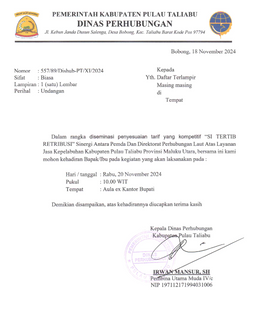 PEMERINTAH KABUPATEN PULAU TALIABU
DINAS PERHUBUNGAN
Jl. Kebun Janda Dusun Salenga, Desa Bobong, Kec. Taliabu Barat Kode Pos 97794
Bobong, 18 November 2024
Nomor : 557/89/Dishub-PT/XI/2024
Sifat : Biasa
Lampiran : 1 (satu) Lembar
Perihal : Undangan
Kepada
Yth. Daftar Terlampir
Masing masing
di
Tempat
Dalam rangka diseminasi penyesuaian tarif yang kompetitif "SI TERTIB
RETRIBUSI" Sinergi Antara Pemda Dan Direktorat Perhubungan Laut Atas Layanan
Jasa Kepelabuhan Kabupaten Pulau Taliabu Provinsi Maluku Utara, bersama ini kami
mohon kehadiran Bapak/Ibu pada kegiatan yang akan laksanakan pada :
Hari / tanggal : Rabu, 20 November 2024
Pukul : 10.00 WIT
Tempat : Aula ex Kantor Bupati
Demikian disampaikan, atas kehadirannya diucapkan terima kasih
Kepala Dinas Perhubungan
Kabupaten Pulau Taliabu
IRWAN MANSUR, SH
Pembina Utama Muda IV/c
NIP 197112171994031006